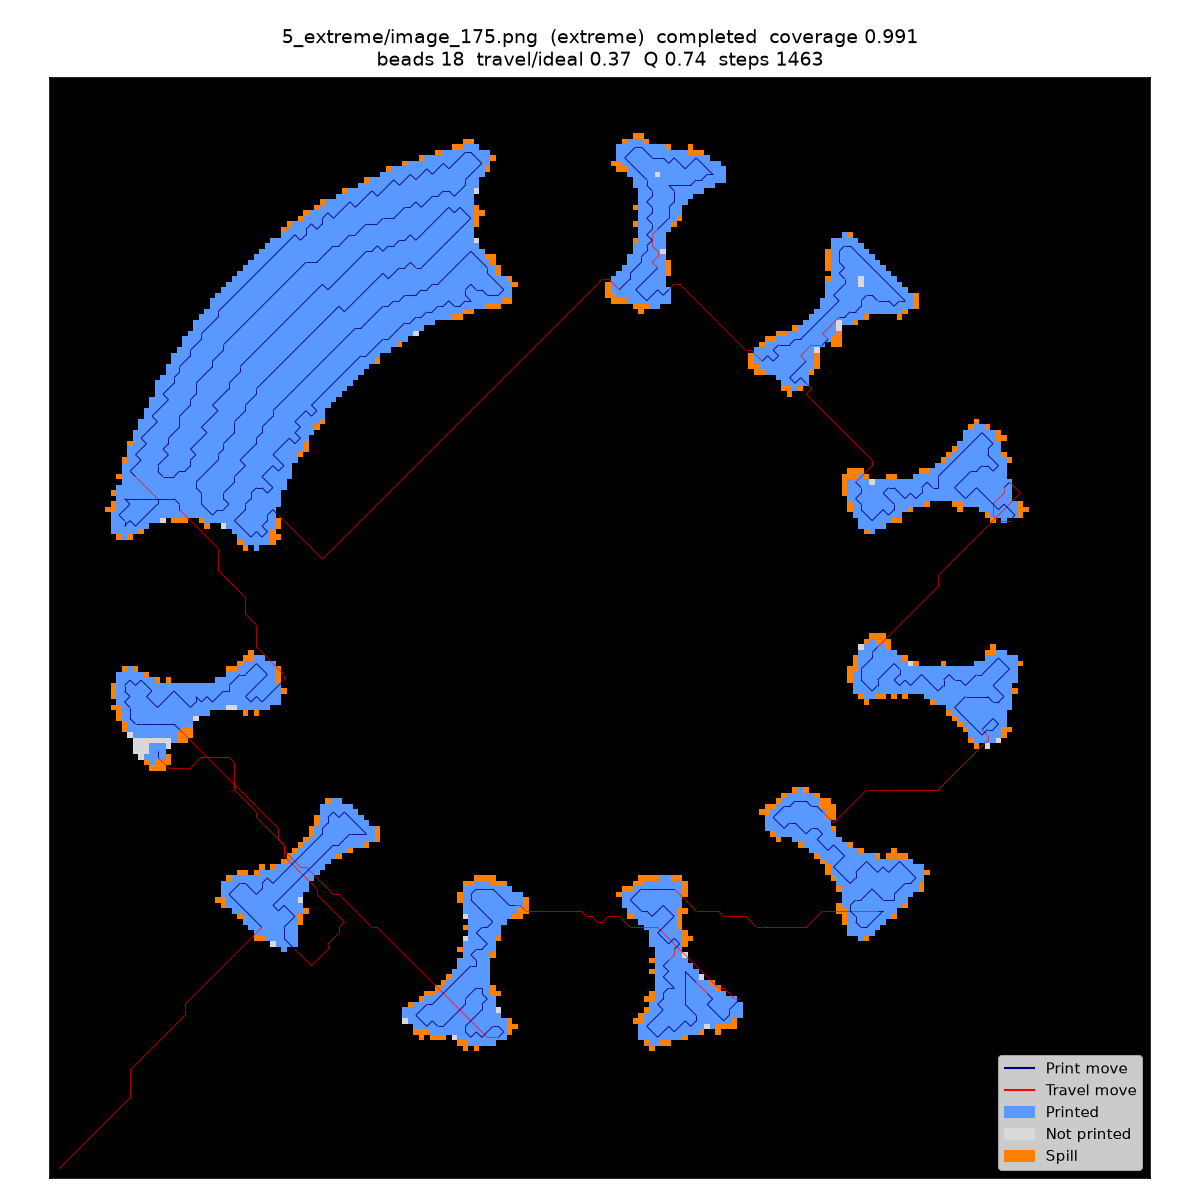 5_extreme/image_175.png  (extreme)  completed  coverage 0.991
beads 18  travel/ideal 0.37  Q 0.74  steps 1463
Print move
Travel move
Printed
Not printed
Spill